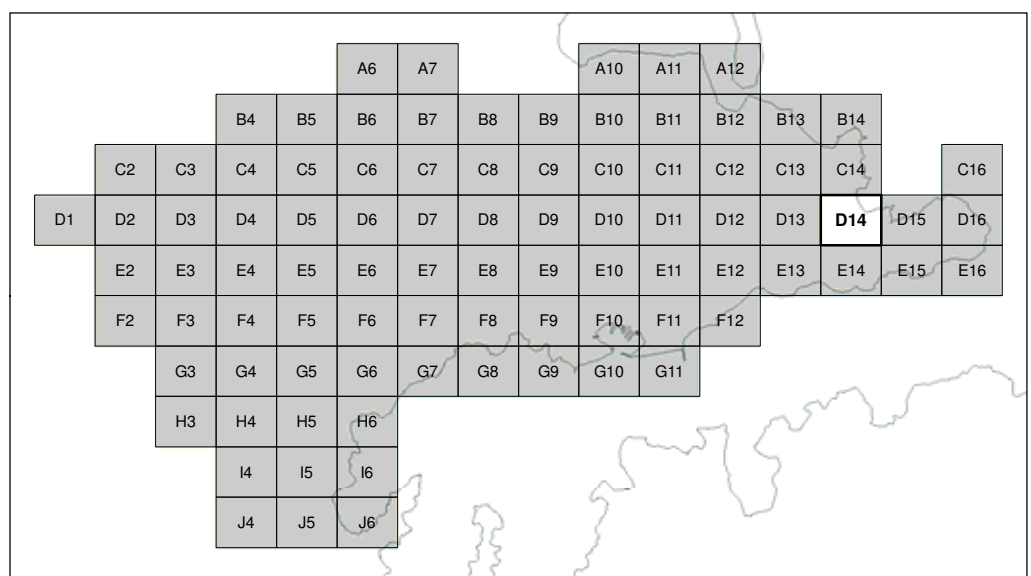 A6 A7 A10 A11 A12
B4 B5 B6 B7 B8 B9 B10 B11 B12 B13 B14
C2 C3 C4 C5 C6 C7 C8 C9 C10 C11 C12 C13 C14 C16
D1 D2 D3 D4 D5 D6 D7 D8 D9 D10 D11 D12 D13 D14 D15 D16
E2 E3 E4 E5 E6 E7 E8 E9 E10 E11 E12 E13 E14 E15 E16
F2 F3 F4 F5 F6 F7 F8 F9 F10 F11 F12
G3 G4 G5 G6 G7 G8 G9 G10 G11
H3 H4 H5 H6
I4 I5 I6
J4 J5 J6